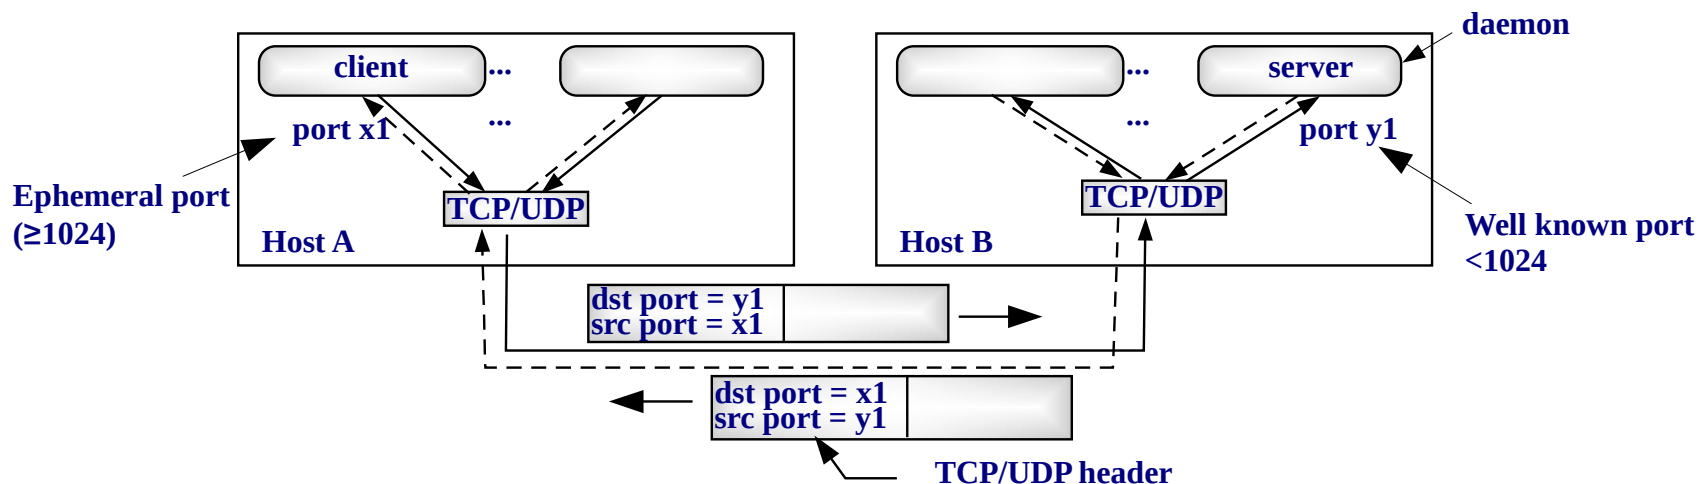 daemon
client
...
...
server
...
...
port x1
port y1
Ephemeral port
(≥1024)
TCP/UDP
TCP/UDP
Host A
Host B
Well known port
<1024
dst port = y1
src port = x1
dst port = x1
src port = y1
TCP/UDP header